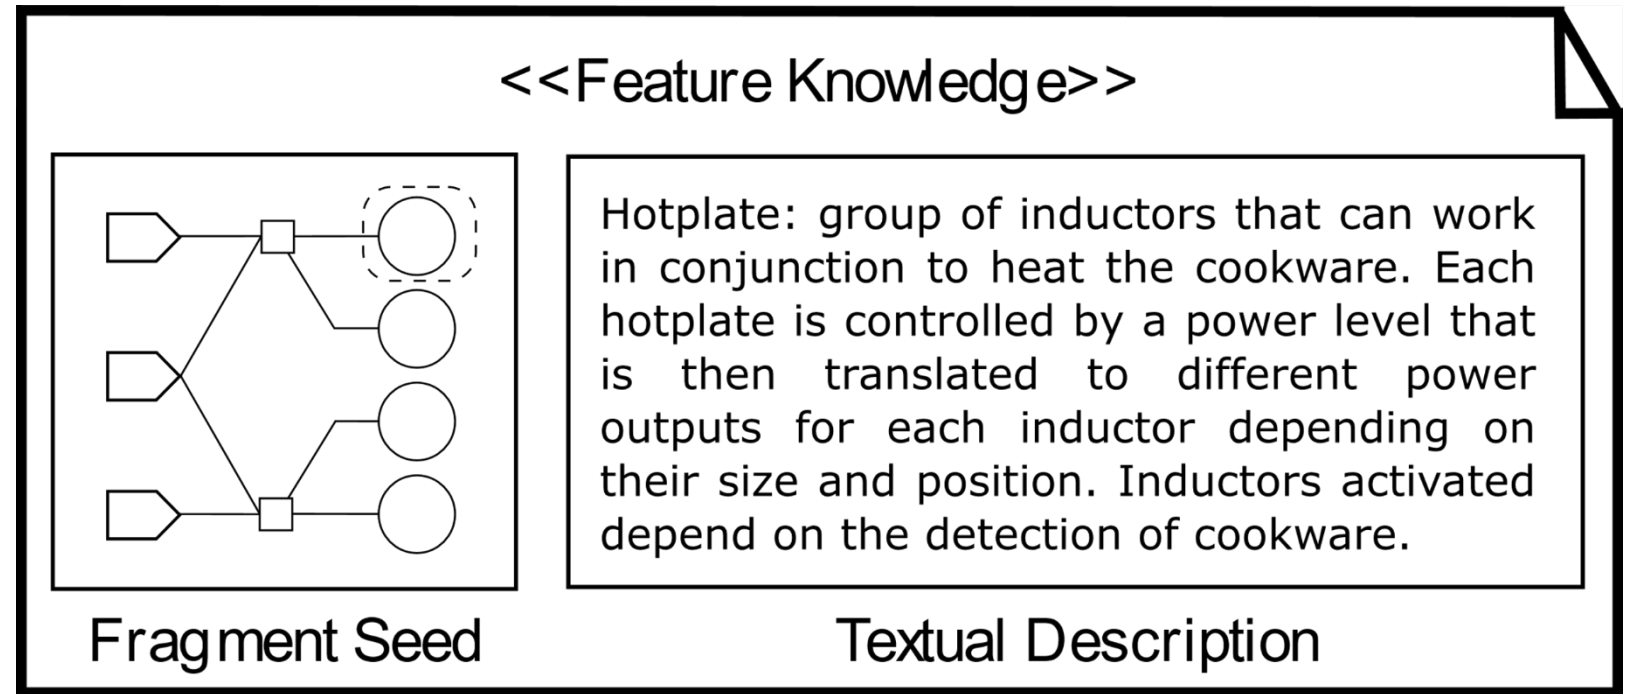 <<Feature Knowledge>>
Hotplate: group of inductors that can work
in conjunction to heat the cookware. Each
hotplate is controlled by a power level that
is then translated to different power
outputs for each inductor depending on
their size and position. Inductors activated
depend on the detection of cookware.
Fragment Seed
Textual Description